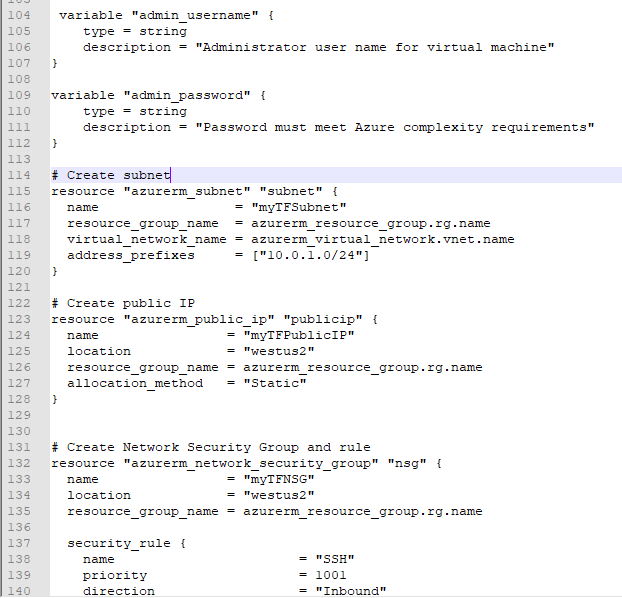 103
104 variable "admin_username" {
105 type = string
106 description = "Administrator user name for virtual machine"
107 }
108
109 variable "admin_password" {
110 type = string
111 description = "Password must meet Azure complexity requirements"
112 }
113
114 # Create subnet
115 resource "azurerm_subnet" "subnet" {
116 name = "myTFSubnet"
117 resource_group_name = azurerm_resource_group.rg.name
118 virtual_network_name = azurerm_virtual_network.vnet.name
119 address_prefixes = ["10.0.1.0/24"]
120 }
121
122 # Create public IP
123 resource "azurerm_public_ip" "publicip" {
124 name = "myTFPublicIP"
125 location = "westus2"
126 resource_group_name = azurerm_resource_group.rg.name
127 allocation_method = "Static"
128 }
129
130
131 # Create Network Security Group and rule
132 resource "azurerm_network_security_group" "nsg" {
133 name = "myTFNSG"
134 location = "westus2"
135 resource_group_name = azurerm_resource_group.rg.name
136
137 security_rule {
138 name = "SSH"
139 priority = 1001
140 direction = "Inbound"